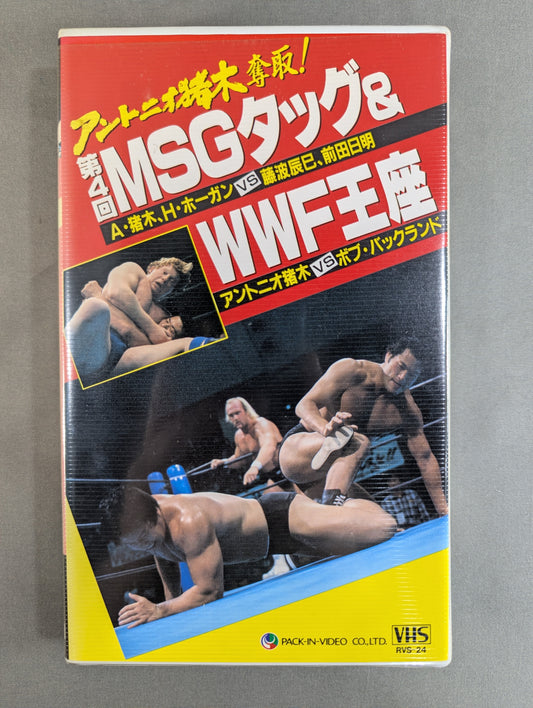 アントニオ猪木 奪取!
第4回 MSGタッグ&
A・猪木、H・ホーガン VS 藤波辰巳、前田日明
WWF王座
アントニオ猪木 VS ボブ・バックランド
PACK-IN-VIDEO CO., LTD.
VHS
RVS-24